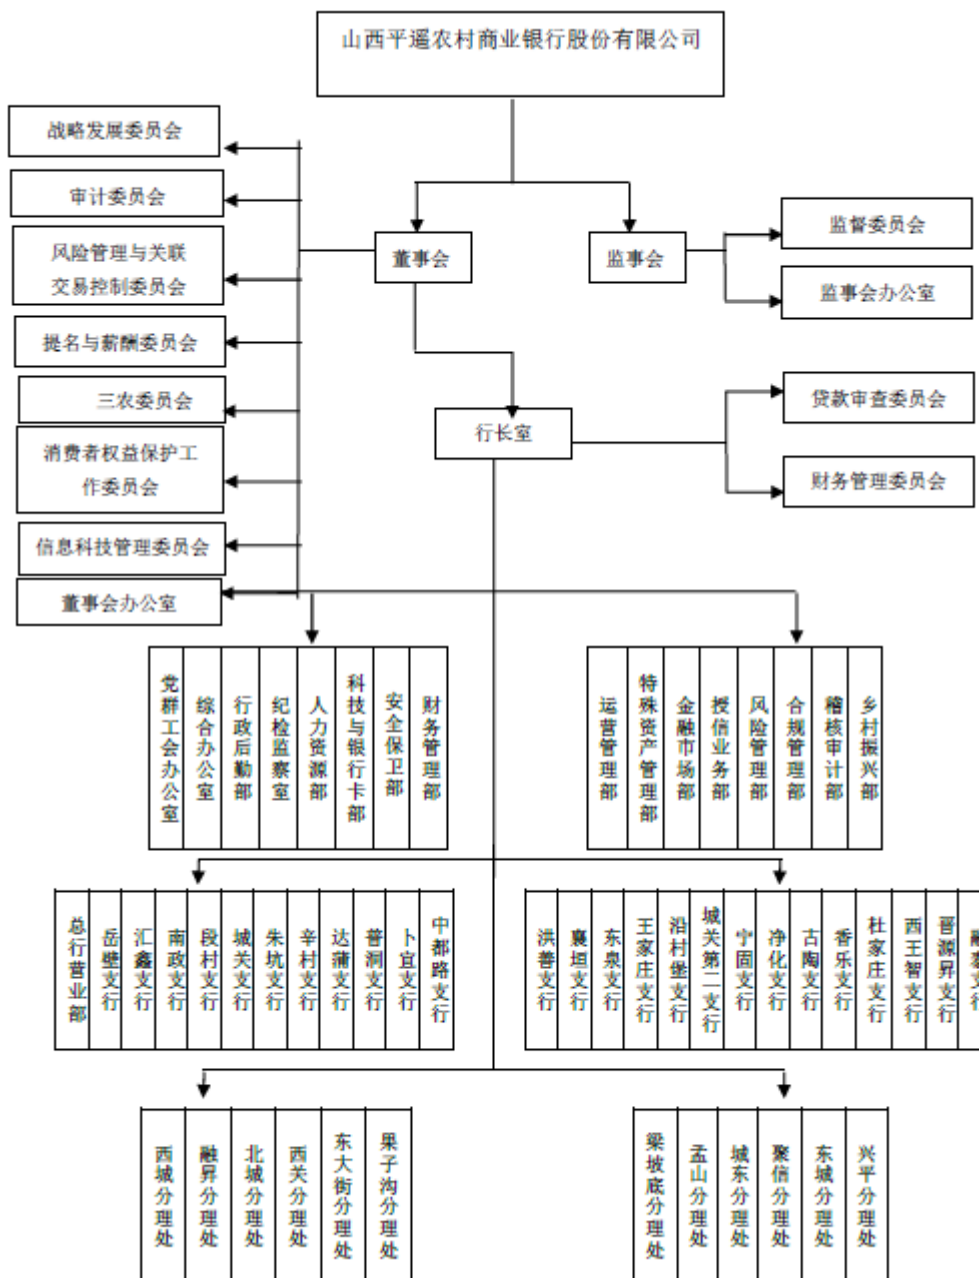 山西平遥农村商业银行股份有限公司
战略发展委员会
审计委员会
风险管理与关联
交易控制委员会
提名与薪酬委员会
三农委员会
消费者权益保护工
作委员会
信息科技管理委员会
董事会办公室
董事会
监事会
监督委员会
监事会办公室
行长室
贷款审查委员会
财务管理委员会
党群工会办公室
综合办公室
行政后勤部
纪检监察室
人力资源部
科技与银行卡部
安全保卫部
财务管理部
运营管理部
特殊资产管理部
金融市场部
授信业务部
风险管理部
合规管理部
稽核审计部
乡村振兴部
总行营业部
岳壁支行
汇鑫支行
南政支行
段村支行
城关支行
朱坑支行
辛村支行
达蒲支行
普洞支行
卜宜支行
中都路支行
洪善支行
襄垣支行
东泉支行
王家庄支行
沿村堡支行
城关第二支行
宁固支行
净化支行
古陶支行
香乐支行
杜家庄支行
西王智支行
晋源昇支行
融泰支行
西城分理处
融昇分理处
北城分理处
西关分理处
东大街分理处
果子沟分理处
梁坡底分理处
孟山分理处
城东分理处
聚信分理处
东城分理处
兴平分理处